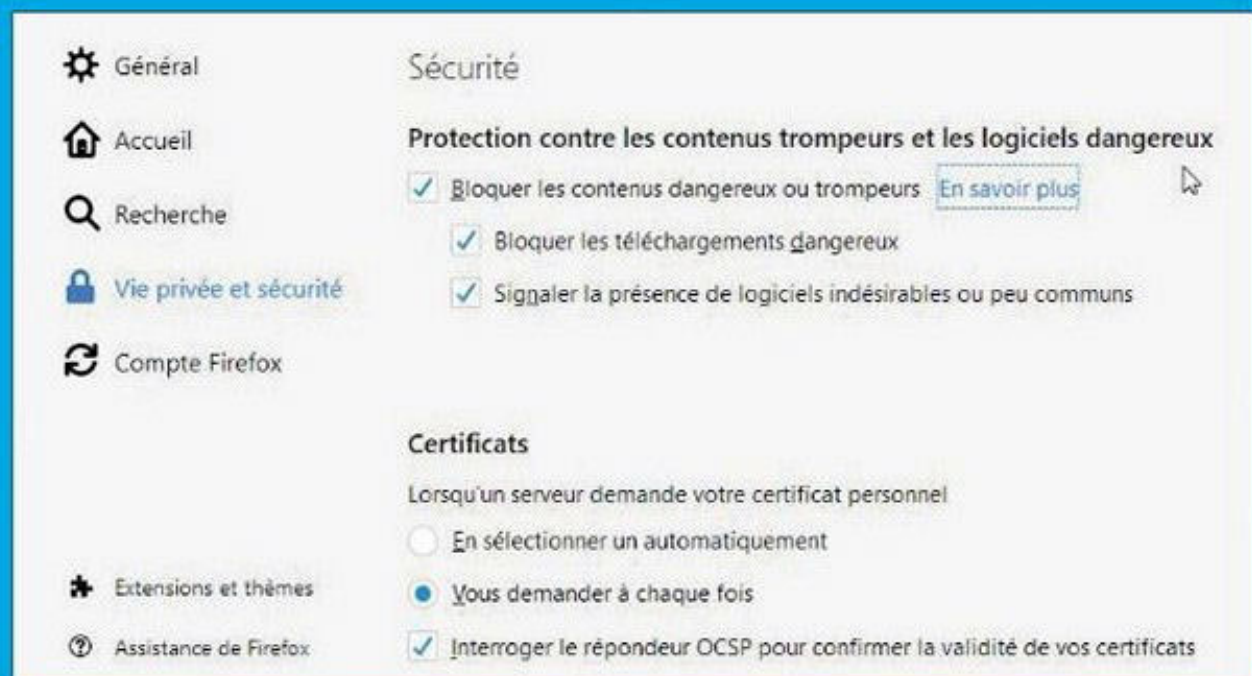 Général
Accueil
Recherche
Vie privée et sécurité
Compte Firefox
Extensions et thèmes
Assistance de Firefox
Sécurité
Protection contre les contenus trompeurs et les logiciels dangereux
Bloquer les contenus dangereux ou trompeurs En savoir plus
Bloquer les téléchargements dangereux
Signaler la présence de logiciels indésirables ou peu communs
Certificats
Lorsqu'un serveur demande votre certificat personnel
En sélectionner un automatiquement
Vous demander à chaque fois
Interroger le répondeur OCSP pour confirmer la validité de vos certificats